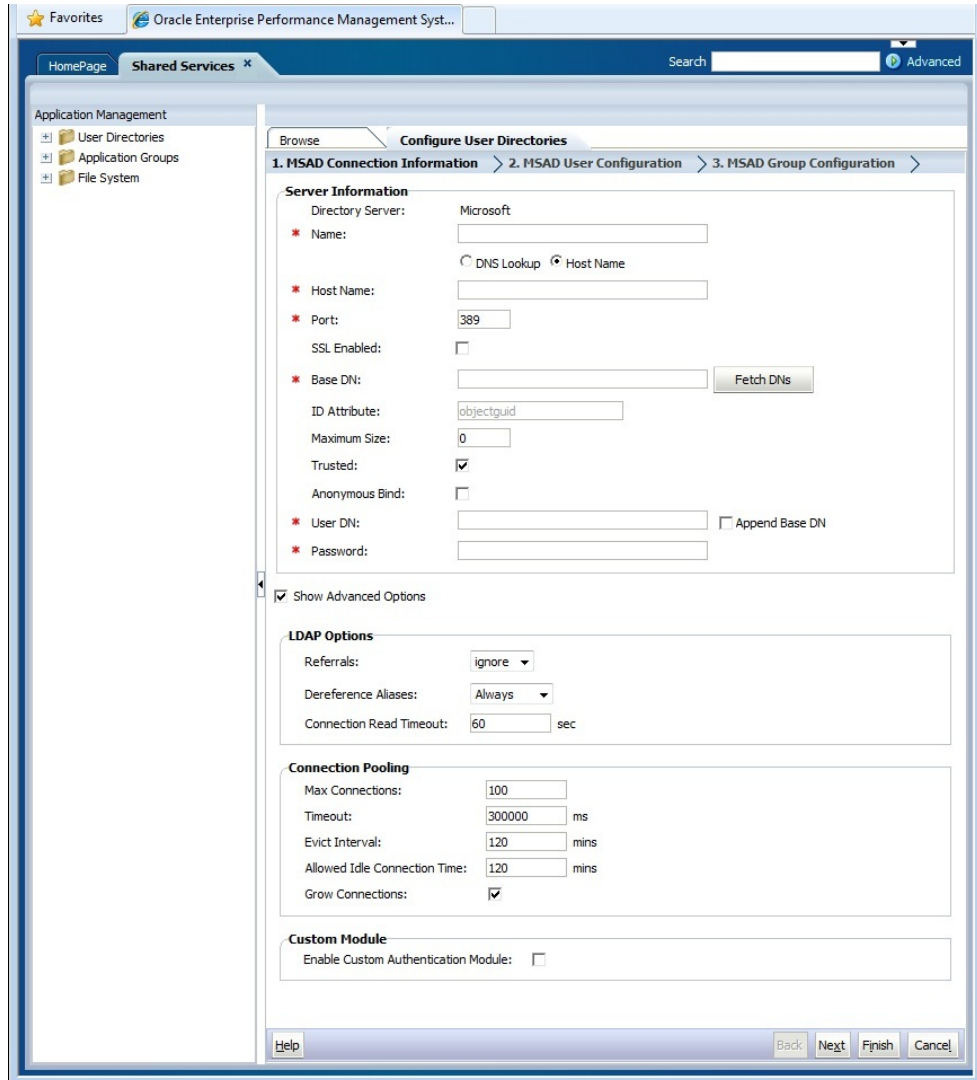 Favorites
Oracle Enterprise Performance Management Syst...
HomePage
Shared Services ×
Search
Advanced
Application Management
User Directories
Application Groups
File System
Browse
Configure User Directories
1. MSAD Connection Information
2. MSAD User Configuration
3. MSAD Group Configuration
Server Information
Directory Server: Microsoft
* Name:
DNS Lookup Host Name
* Host Name:
* Port: 389
SSL Enabled:
* Base DN: Fetch DNs
ID Attribute: objectguid
Maximum Size: 0
Trusted:
Anonymous Bind:
* User DN: Append Base DN
* Password:
Show Advanced Options
LDAP Options
Referrals: ignore
Dereference Aliases: Always
Connection Read Timeout: 60 sec
Connection Pooling
Max Connections: 100
Timeout: 300000 ms
Evict Interval: 120 mins
Allowed Idle Connection Time: 120 mins
Grow Connections:
Custom Module
Enable Custom Authentication Module:
Help
Back Next Finish Cancel